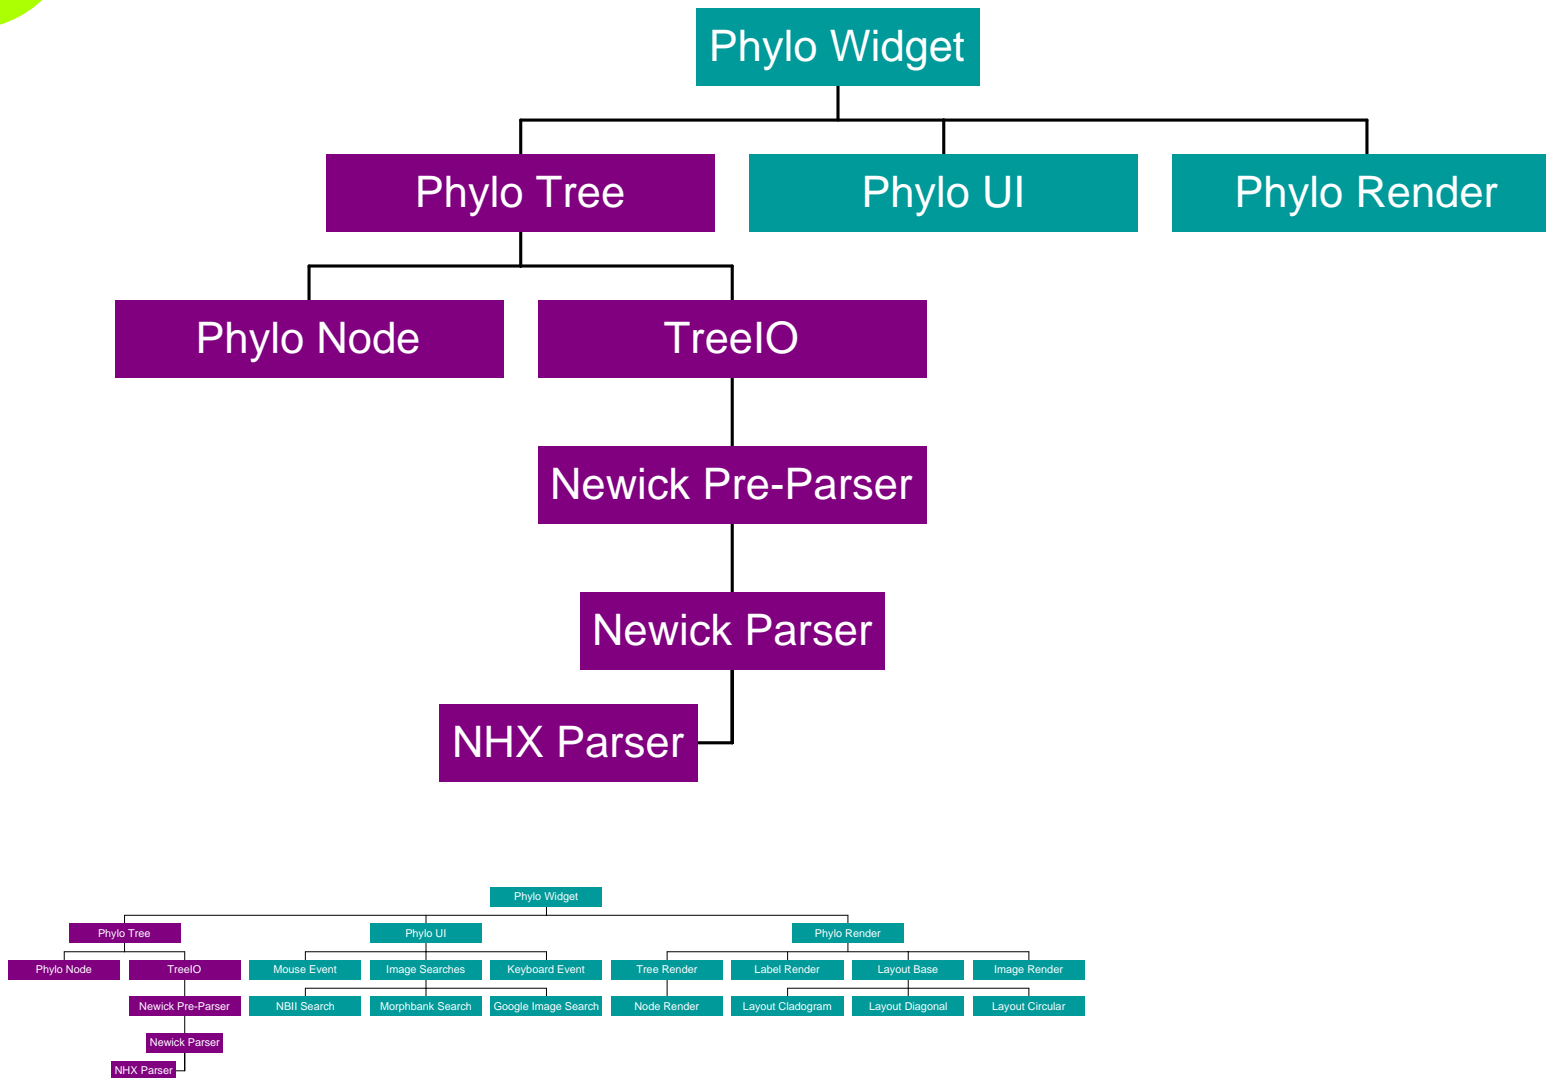 Phylo Widget
Phylo Tree
Phylo UI
Phylo Render
Phylo Node
TreeIO
Newick Pre-Parser
Newick Parser
NHX Parser
Phylo Widget
Phylo Tree
Phylo UI
Phylo Render
Phylo Node
TreeIO
Mouse Event
Image Searches
Keyboard Event
Tree Render
Label Render
Layout Base
Image Render
Newick Pre-Parser
NBII Search
Morphbank Search
Google Image Search
Node Render
Layout Cladogram
Layout Diagonal
Layout Circular
Newick Parser
NHX Parser